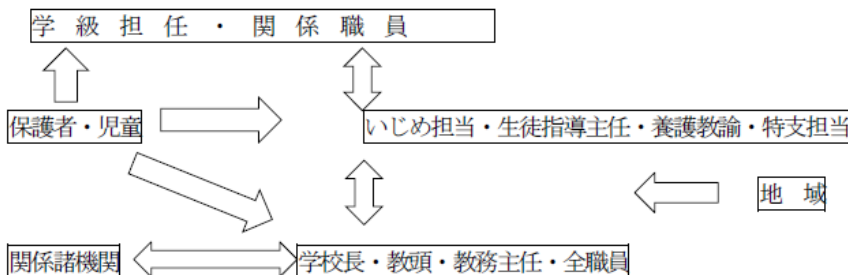 学級担任・関係職員
保護者・児童
いじめ担当・生徒指導主任・養護教諭・特支担当
地域
関係諸機関
学校長・教頭・教務主任・全職員